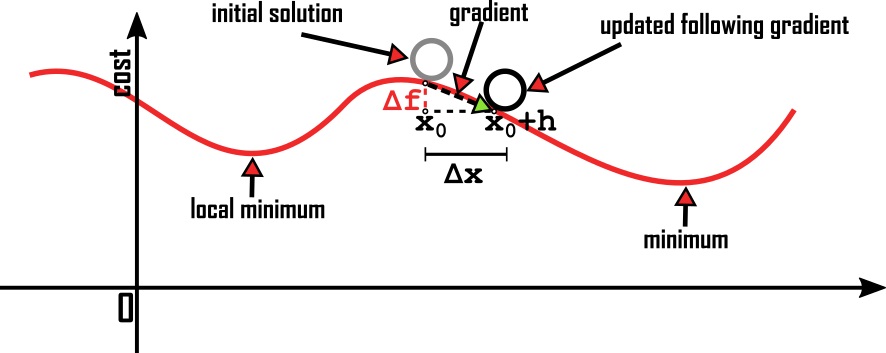 initial solution
gradient
updated following gradient
cost
Δf
x₀
x₀+h
Δx
local minimum
minimum
0